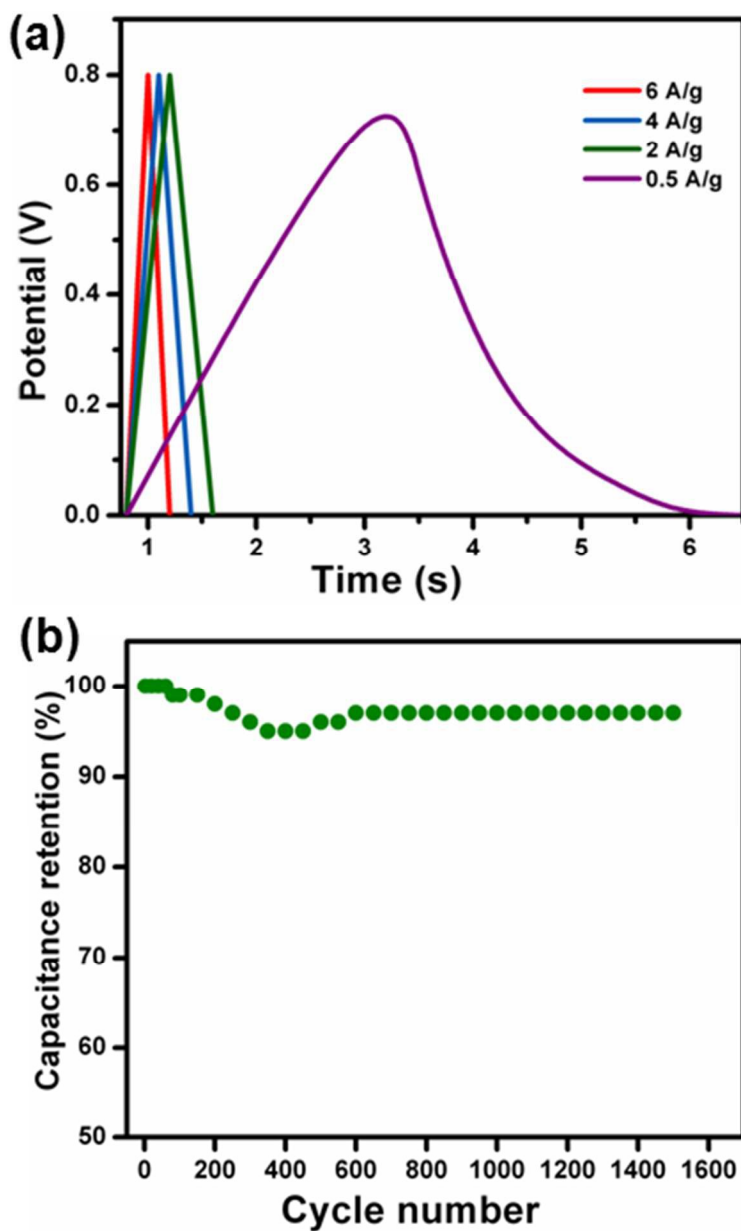 (a)
0.8
0.6
0.4
0.2
0.0
Potential (V)
6 A/g
4 A/g
2 A/g
0.5 A/g
1 2 3 4 5 6
Time (s)
(b)
100
90
80
70
60
50
Capacitance retention (%)
0 200 400 600 800 1000 1200 1400 1600
Cycle number